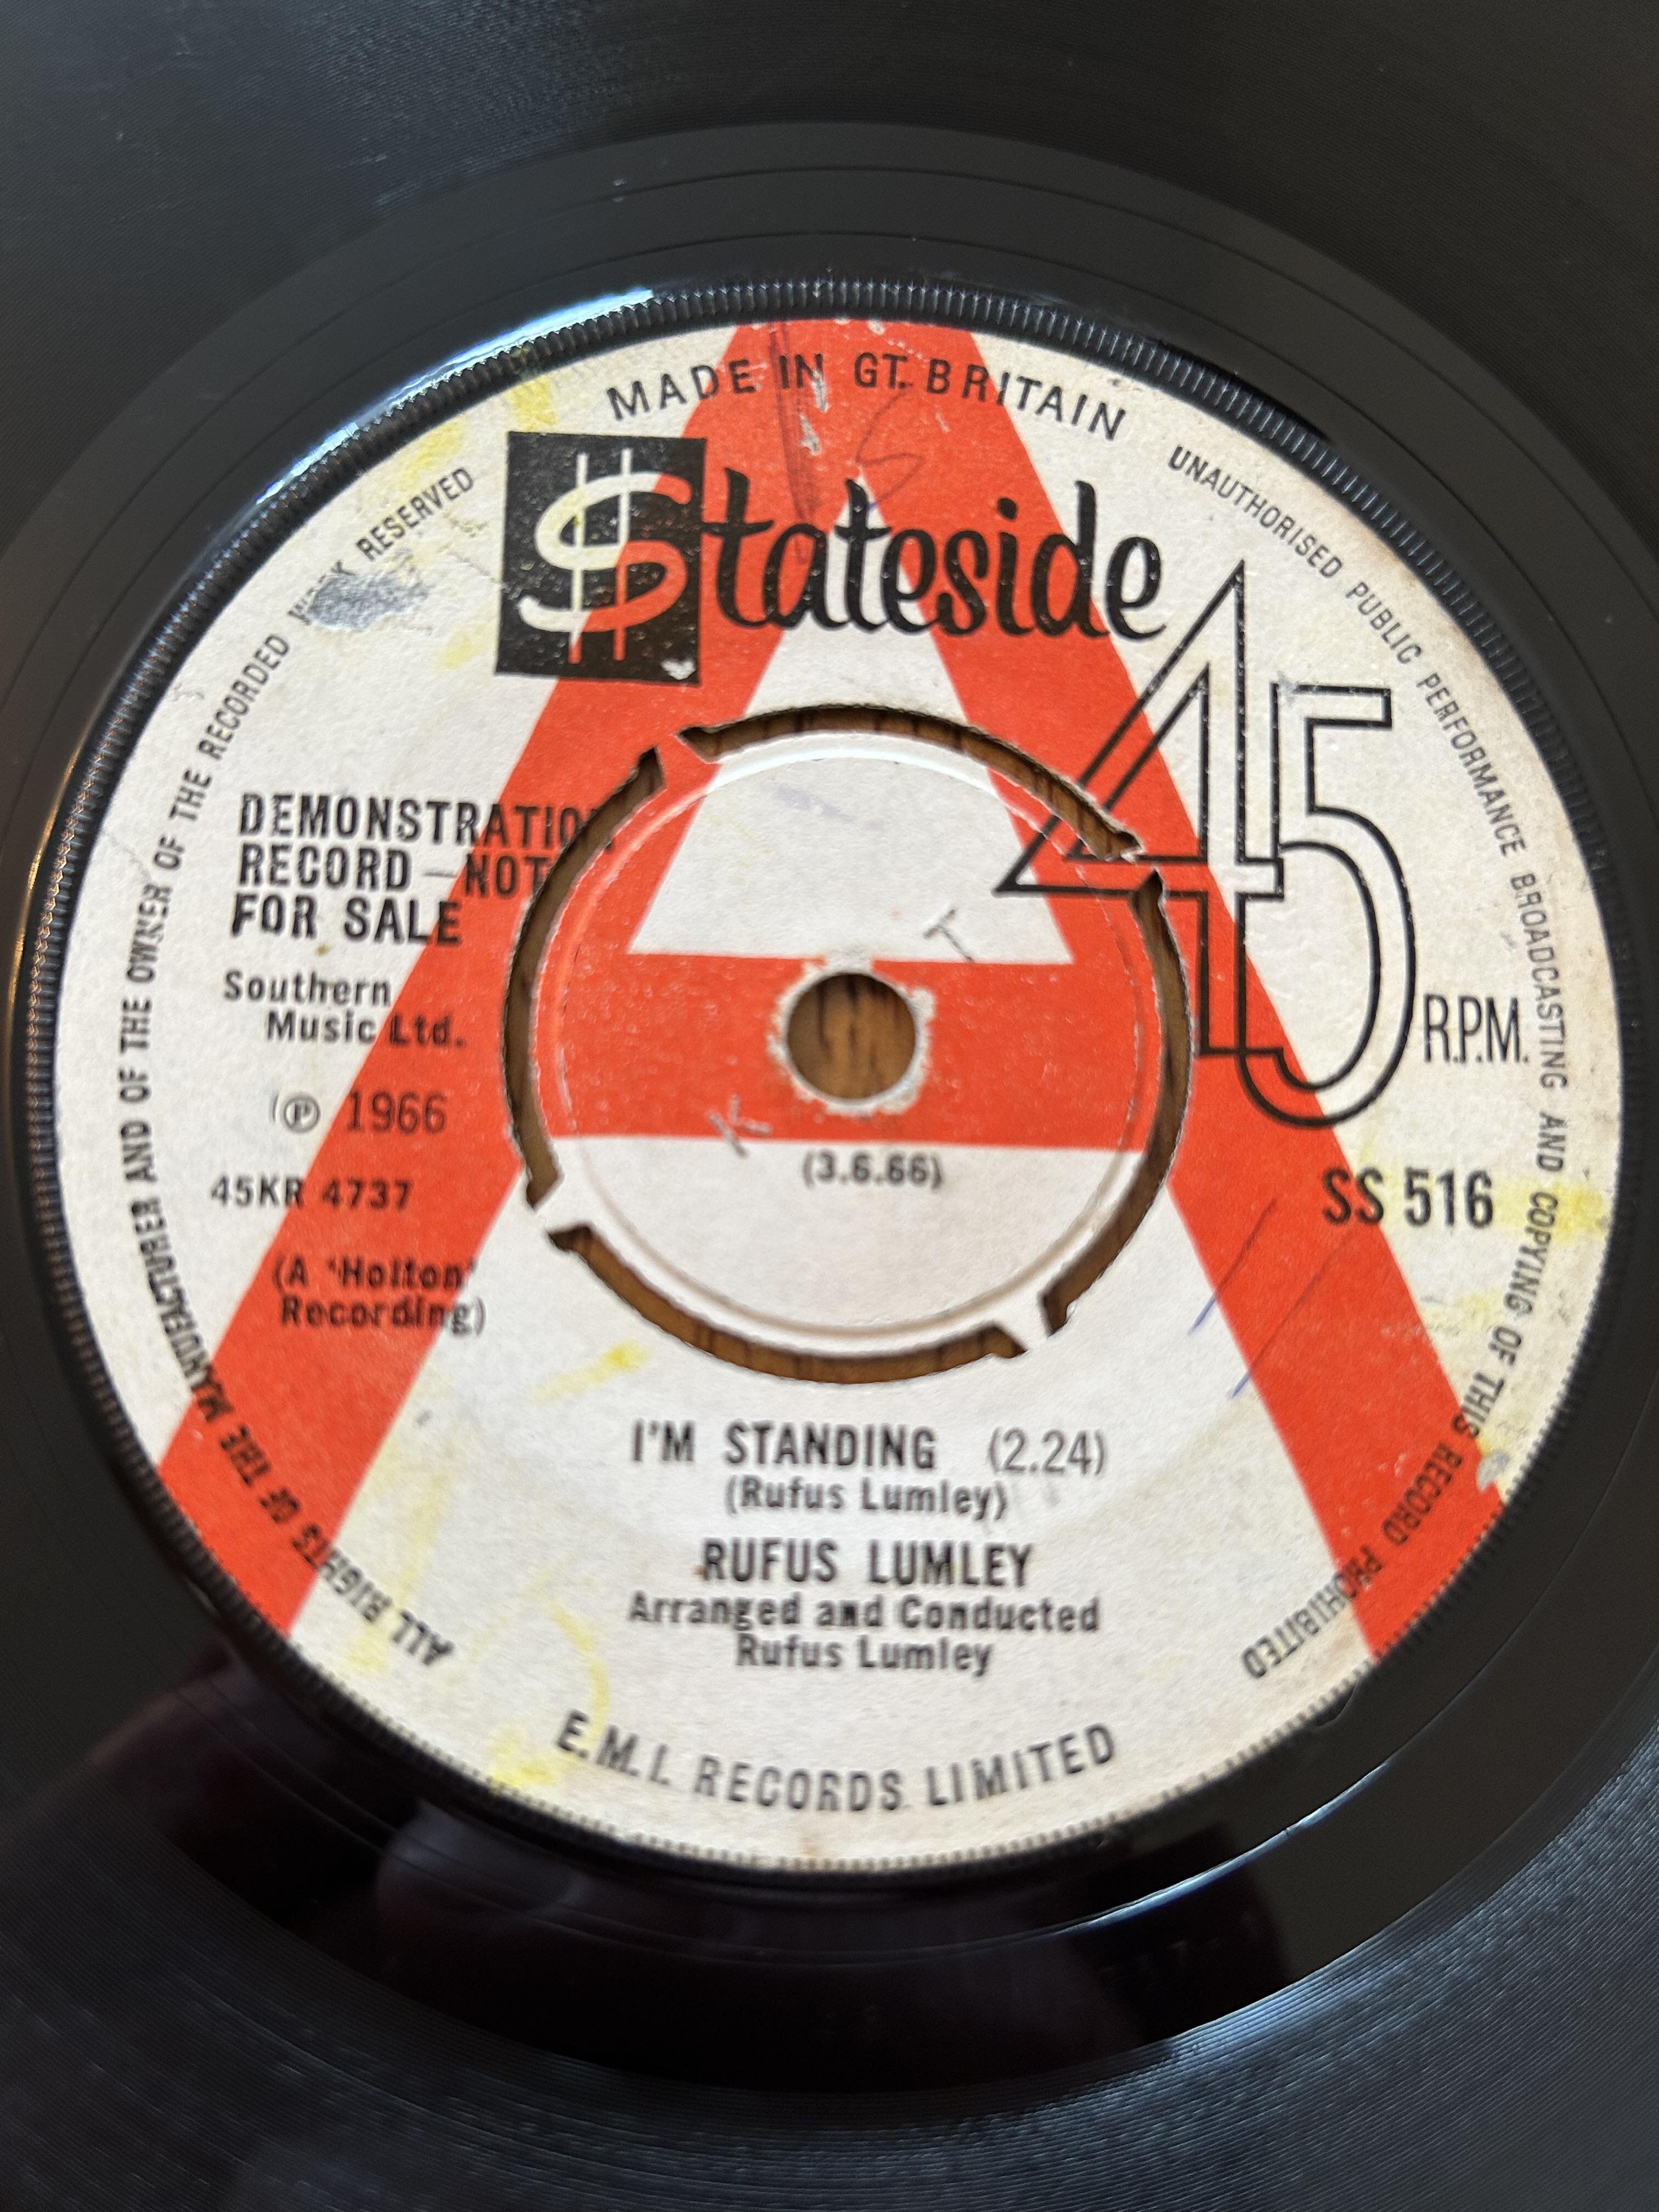 MADE IN GT. BRITAIN
UNAUTHORISED PUBLIC PERFORMANCE BROADCASTING AND COPYING OF THIS RECORD PROHIBITED
ALL RIGHTS OF THE MANUFACTURER AND OF THE OWNER OF THE RECORDED WORK RESERVED
Stateside
45
R.P.M.
DEMONSTRATION
RECORD — NOT
FOR SALE
Southern
Music Ltd.
℗ 1966
45KR 4737
(A 'Holton'
Recording)
A
T
K
(3.6.66)
SS 516
I'M STANDING (2.24)
(Rufus Lumley)
RUFUS LUMLEY
Arranged and Conducted
Rufus Lumley
E.M.I. RECORDS LIMITED